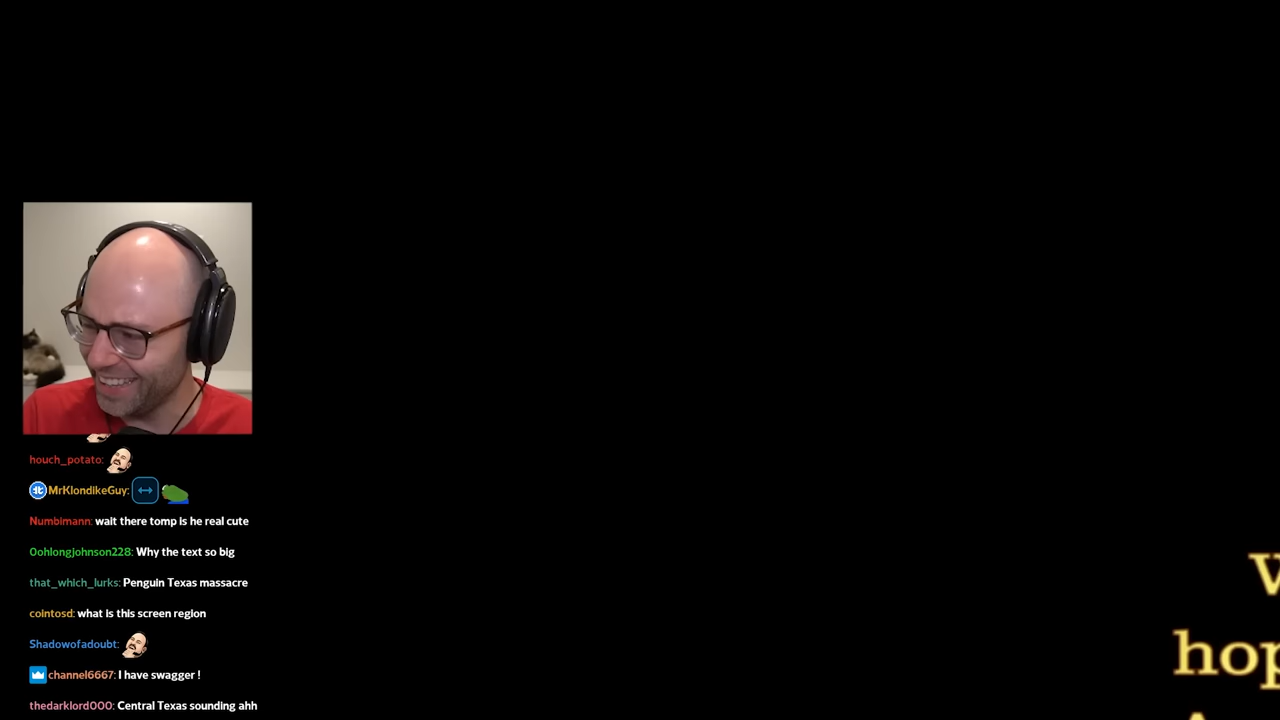 houch_potato:
MrKlondikeGuy:
Numbimann: wait there tomp is he real cute
Oohlongjohnson228: Why the text so big
that_which_lurks: Penguin Texas massacre
cointosd: what is this screen region
Shadowofadoubt:
channel6667: I have swagger !
thedarklord000: Central Texas sounding ahh
hop